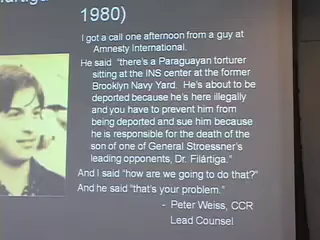 1980)
I got a call one afternoon from a guy at
Amnesty International.
He said "there's a Paraguayan torturer
sitting at the INS center at the former
Brooklyn Navy Yard. He's about to be
deported because he's here illegally
and you have to prevent him from
being deported and sue him because
he is responsible for the death of the
son of one of General Stroessner's
leading opponents, Dr. Filártiga."
And I said "how are we going to do that?"
And he said "that's your problem."
- Peter Weiss, CCR
Lead Counsel